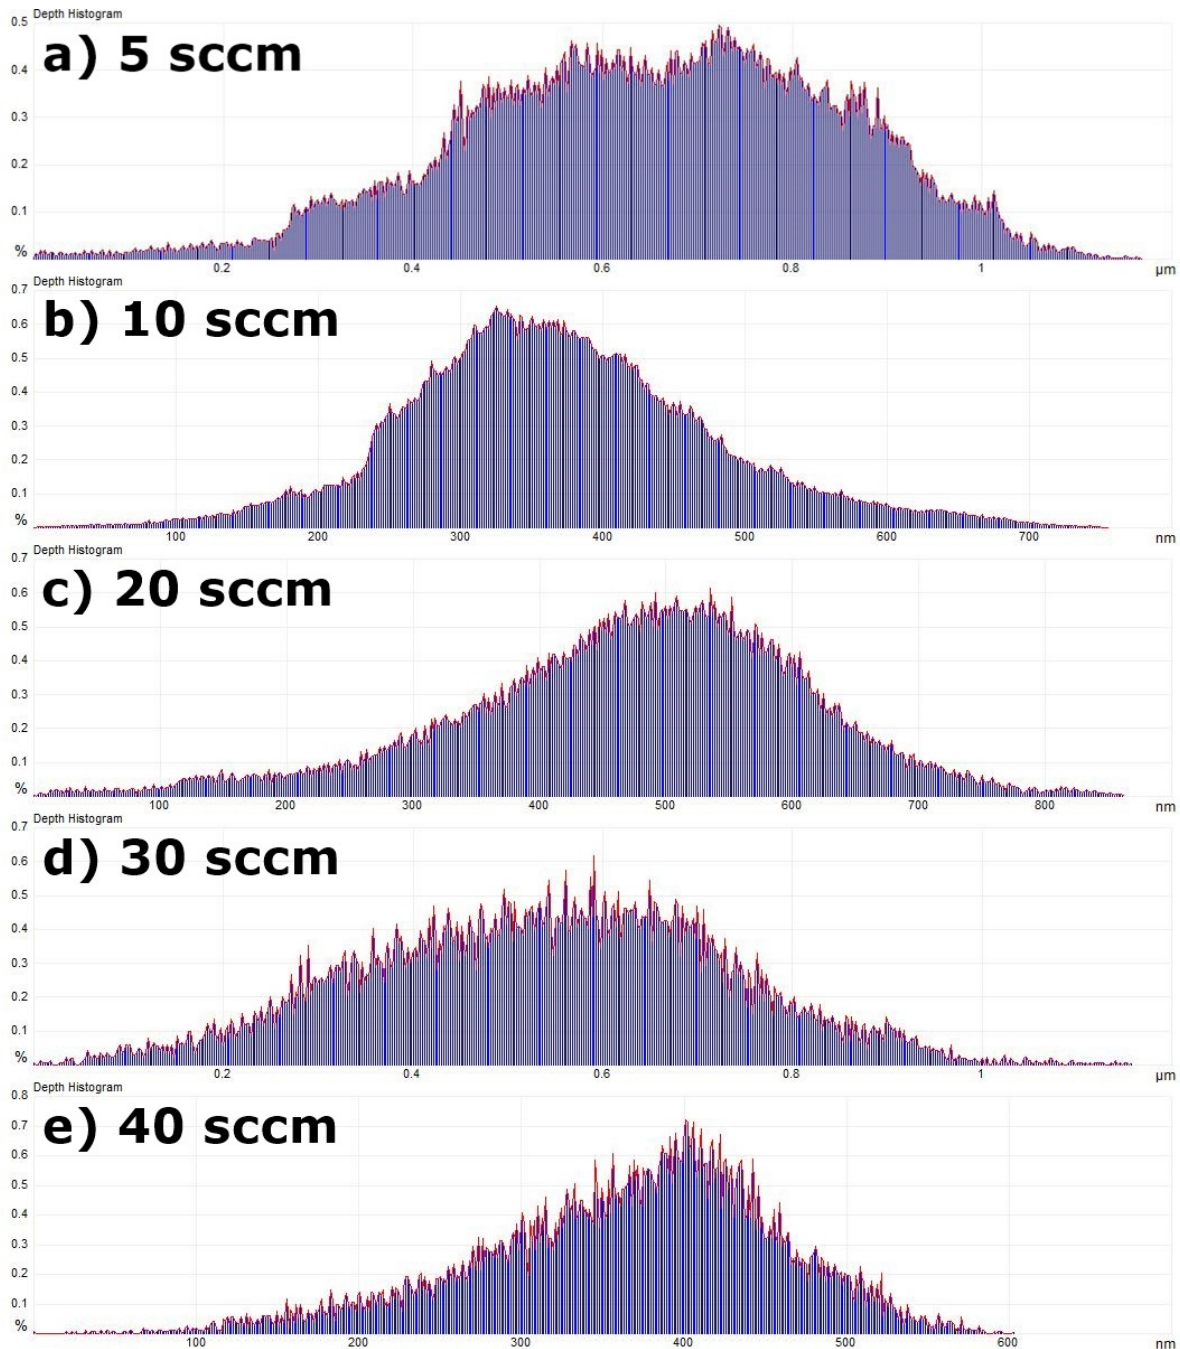 Depth Histogram
a) 5 sccm
0.5
0.4
0.3
0.2
0.1
%
0.2 0.4 0.6 0.8 1 µm
Depth Histogram
b) 10 sccm
0.7
0.6
0.5
0.4
0.3
0.2
0.1
%
100 200 300 400 500 600 700 nm
Depth Histogram
c) 20 sccm
0.7
0.6
0.5
0.4
0.3
0.2
0.1
%
100 200 300 400 500 600 700 800 nm
Depth Histogram
d) 30 sccm
0.7
0.6
0.5
0.4
0.3
0.2
0.1
%
0.2 0.4 0.6 0.8 1 µm
Depth Histogram
e) 40 sccm
0.8
0.7
0.6
0.5
0.4
0.3
0.2
0.1
%
100 200 300 400 500 600 nm